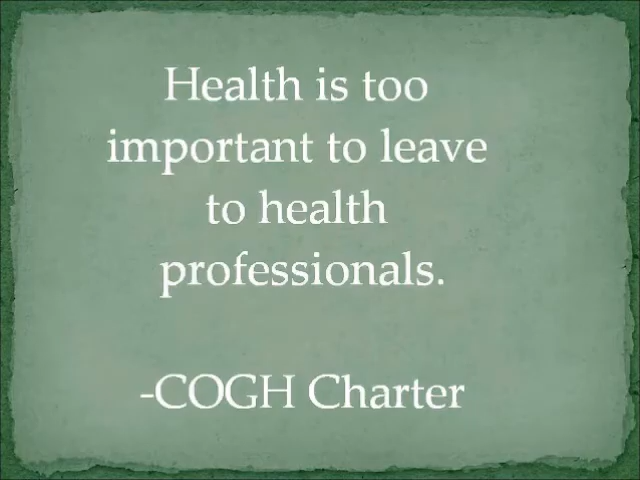 Health is too
important to leave
to health
professionals.
-COGH Charter